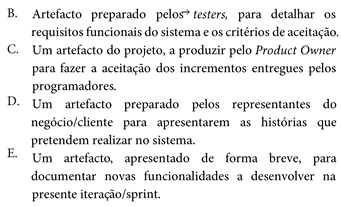 B. Artefacto preparado pelos→ testers, para detalhar os
requisitos funcionais do sistema e os critérios de aceitação.
C. Um artefacto do projeto, a produzir pelo Product Owner
para fazer a aceitação dos incrementos entregues pelos
programadores.
D. Um artefacto preparado pelos representantes do
negócio/cliente para apresentarem as histórias que
pretendem realizar no sistema.
E. Um artefacto, apresentado de forma breve, para
documentar novas funcionalidades a desenvolver na
presente iteração/sprint.